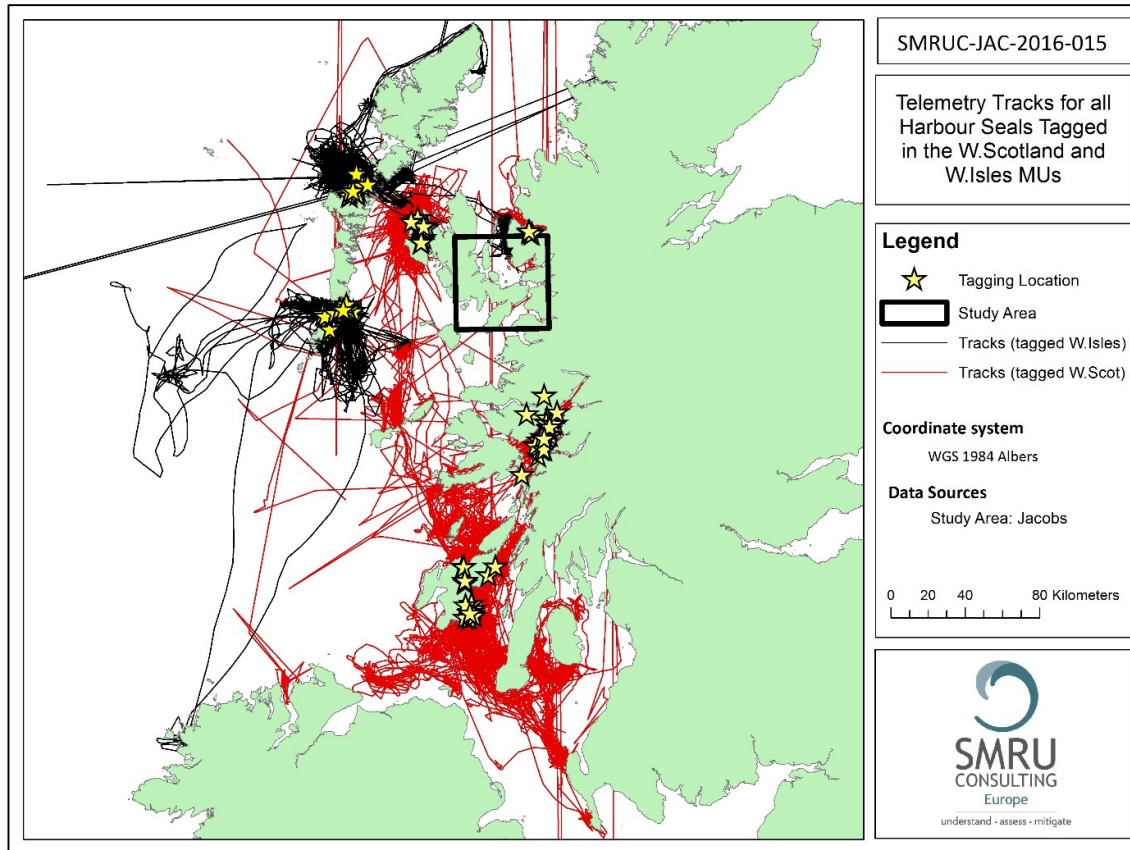 SMRUC-JAC-2016-015
Telemetry Tracks for all
Harbour Seals Tagged
in the W.Scotland and
W.Isles MUs
Legend
Tagging Location
Study Area
Tracks (tagged W.Isles)
Tracks (tagged W.Scot)
Coordinate system
WGS 1984 Albers
Data Sources
Study Area: Jacobs
0 20 40 80 Kilometers
SMRU
CONSULTING
Europe
understand • assess • mitigate